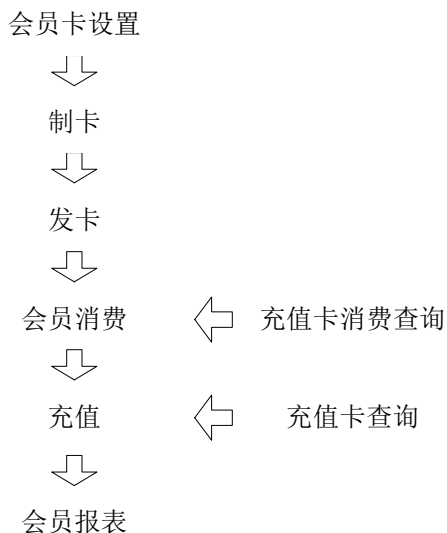 会员卡设置
制卡
发卡
会员消费
充值卡消费查询
充值
充值卡查询
会员报表